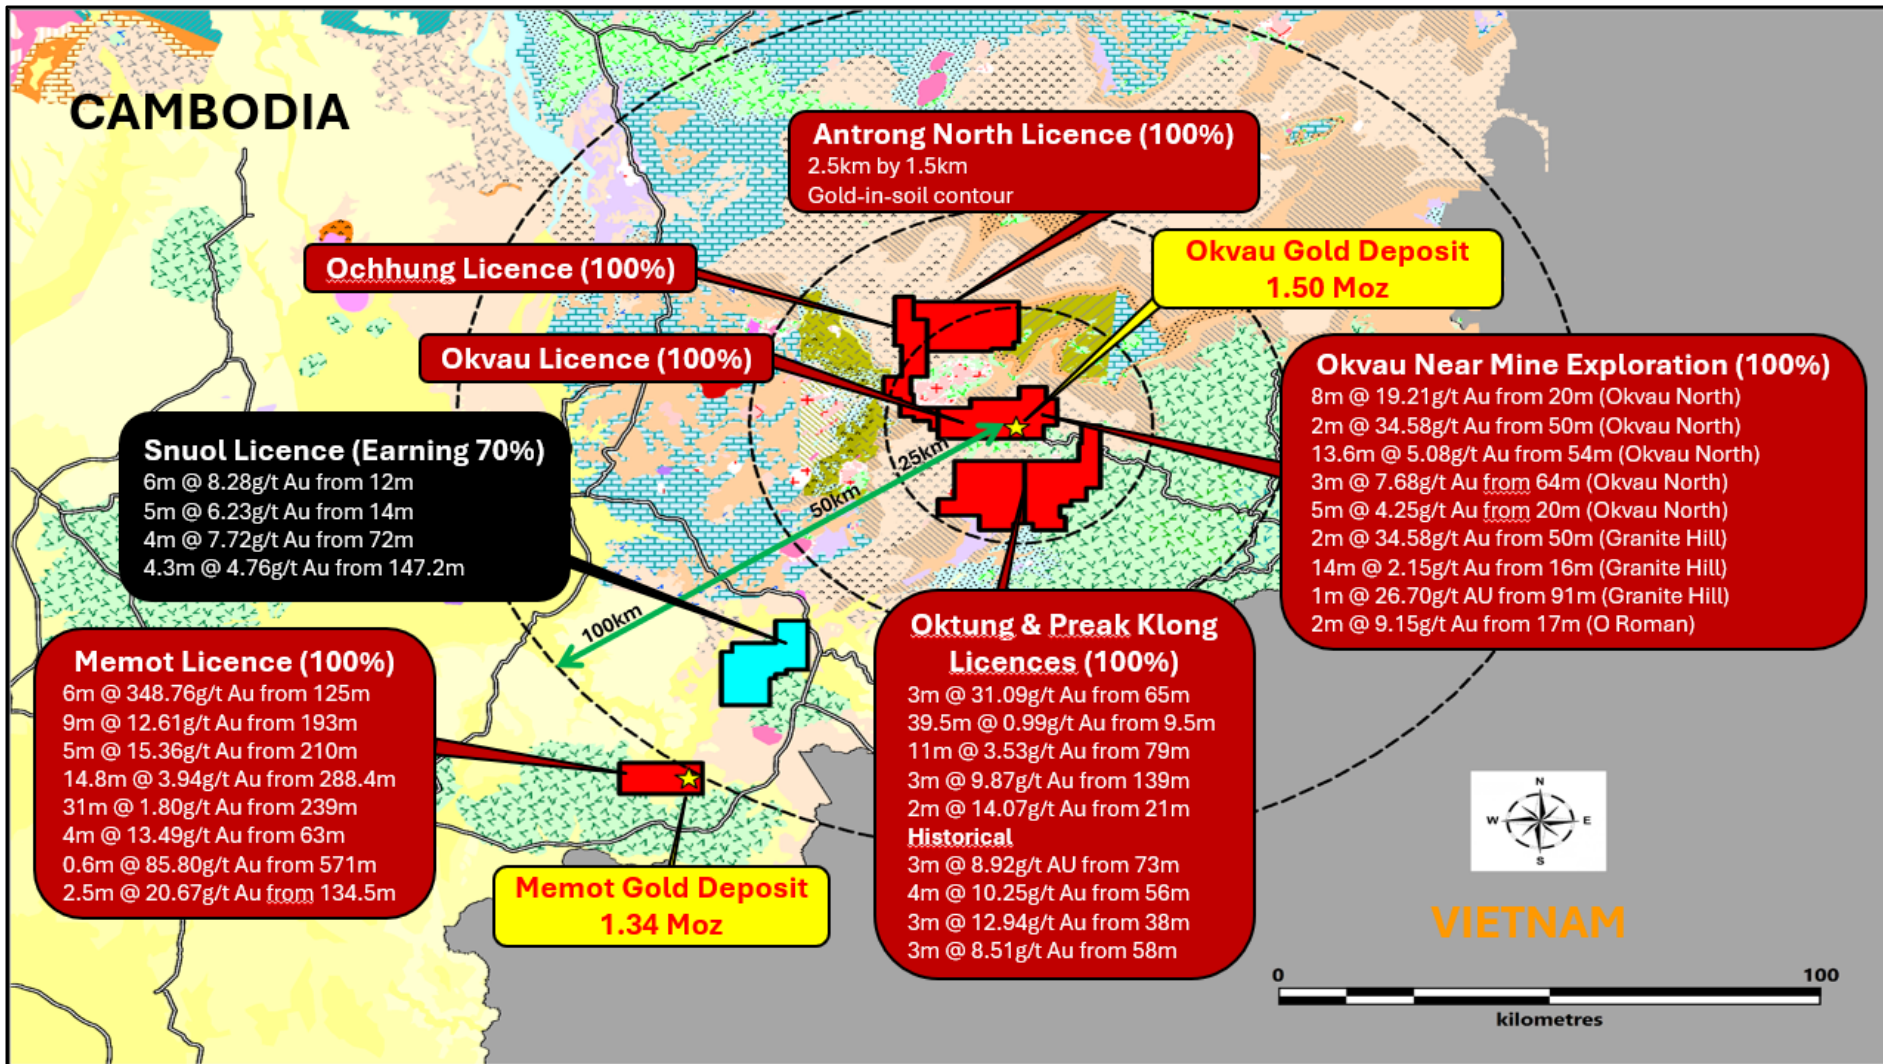 CAMBODIA
Antrong North Licence (100%)
2.5km by 1.5km
Gold-in-soil contour
Ochhung Licence (100%)
Okvau Gold Deposit
1.50 Moz
Okvau Licence (100%)
Okvau Near Mine Exploration (100%)
8m @ 19.21g/t Au from 20m (Okvau North)
2m @ 34.58g/t Au from 50m (Okvau North)
13.6m @ 5.08g/t Au from 54m (Okvau North)
3m @ 7.68g/t Au from 64m (Okvau North)
5m @ 4.25g/t Au from 20m (Okvau North)
2m @ 34.58g/t Au from 50m (Granite Hill)
14m @ 2.15g/t Au from 16m (Granite Hill)
1m @ 26.70g/t AU from 91m (Granite Hill)
2m @ 9.15g/t Au from 17m (O Roman)
Snuol Licence (Earning 70%)
6m @ 8.28g/t Au from 12m
5m @ 6.23g/t Au from 14m
4m @ 7.72g/t Au from 72m
4.3m @ 4.76g/t Au from 147.2m
25km
50km
100km
Memot Licence (100%)
6m @ 348.76g/t Au from 125m
9m @ 12.61g/t Au from 193m
5m @ 15.36g/t Au from 210m
14.8m @ 3.94g/t Au from 288.4m
31m @ 1.80g/t Au from 239m
4m @ 13.49g/t Au from 63m
0.6m @ 85.80g/t Au from 571m
2.5m @ 20.67g/t Au from 134.5m
Memot Gold Deposit
1.34 Moz
Oktung & Preak Klong
Licences (100%)
3m @ 31.09g/t Au from 65m
39.5m @ 0.99g/t Au from 9.5m
11m @ 3.53g/t Au from 79m
3m @ 9.87g/t Au from 139m
2m @ 14.07g/t Au from 21m
Historical
3m @ 8.92g/t AU from 73m
4m @ 10.25g/t Au from 56m
3m @ 12.94g/t Au from 38m
3m @ 8.51g/t Au from 58m
N
W E
S
VIETNAM
0 100
kilometres